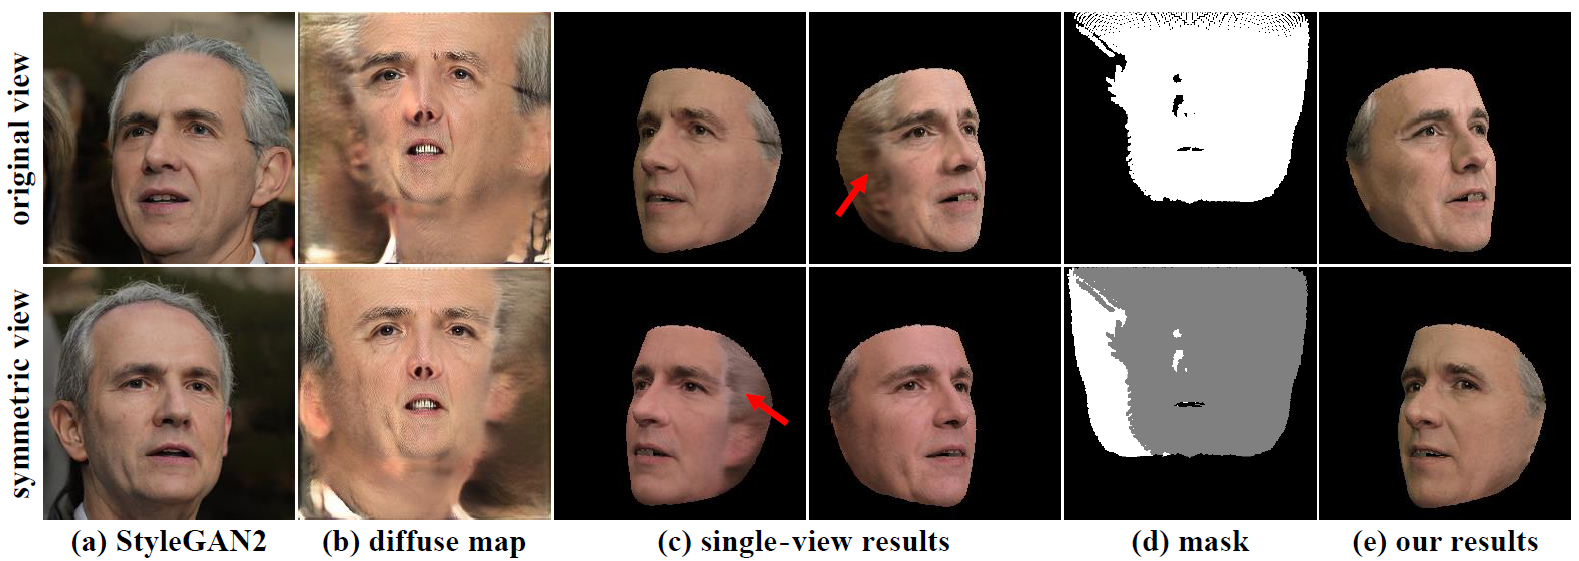 original view
symmetric view
(a) StyleGAN2
(b) diffuse map
(c) single-view results
(d) mask
(e) our results